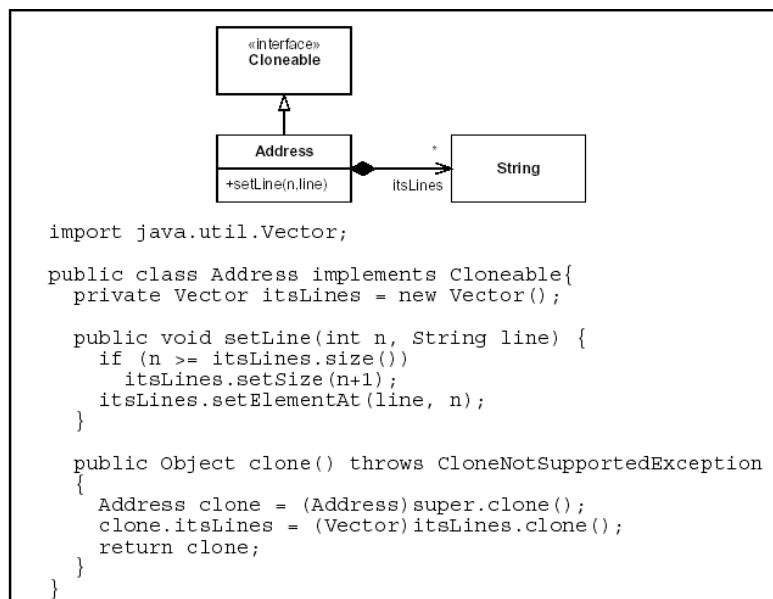 «interface»
Cloneable
Address
+setLine(n,line)
*
itsLines
String
import java.util.Vector;
public class Address implements Cloneable{
  private Vector itsLines = new Vector();
  public void setLine(int n, String line) {
    if (n >= itsLines.size())
      itsLines.setSize(n+1);
    itsLines.setElementAt(line, n);
  }
  public Object clone() throws CloneNotSupportedException
  {
    Address clone = (Address)super.clone();
    clone.itsLines = (Vector)itsLines.clone();
    return clone;
  }
}